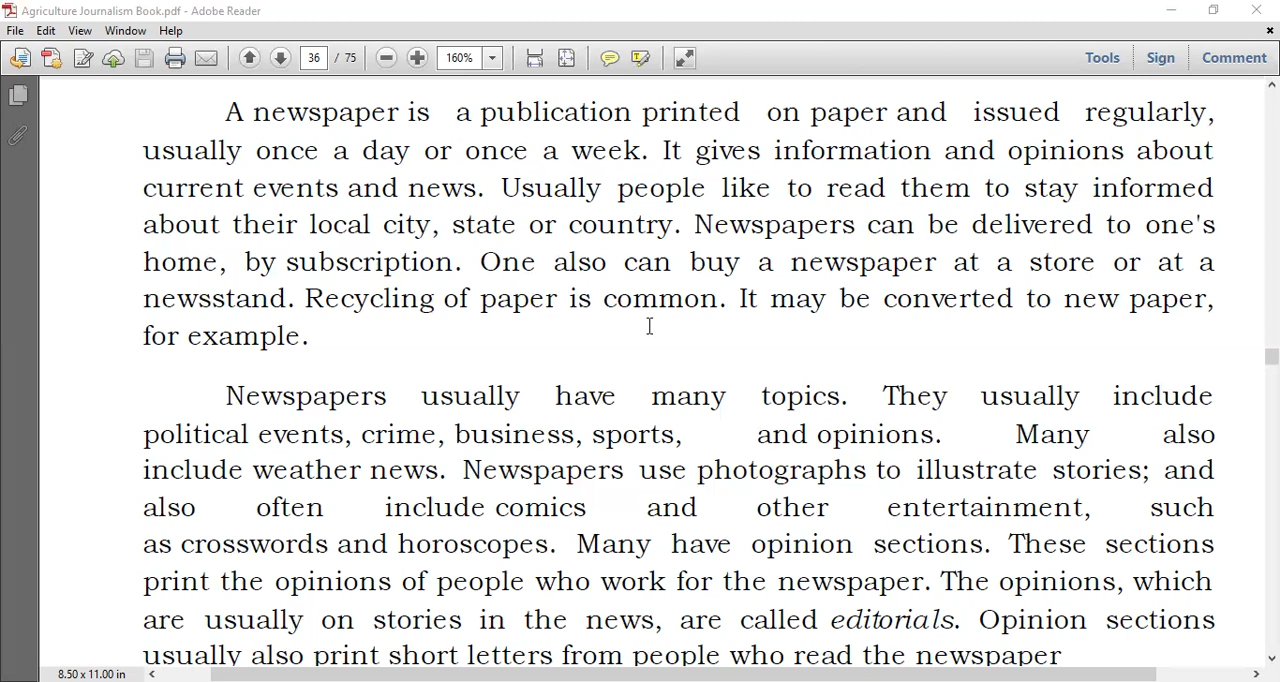 Agriculture Journalism Book.pdf - Adobe Reader
File Edit View Window Help
36 / 75 160% Tools Sign Comment
A newspaper is a publication printed on paper and issued regularly,
usually once a day or once a week. It gives information and opinions about
current events and news. Usually people like to read them to stay informed
about their local city, state or country. Newspapers can be delivered to one's
home, by subscription. One also can buy a newspaper at a store or at a
newsstand. Recycling of paper is common. It may be converted to new paper,
for example.
Newspapers usually have many topics. They usually include
political events, crime, business, sports, and opinions. Many also
include weather news. Newspapers use photographs to illustrate stories; and
also often include comics and other entertainment, such
as crosswords and horoscopes. Many have opinion sections. These sections
print the opinions of people who work for the newspaper. The opinions, which
are usually on stories in the news, are called editorials. Opinion sections
usually also print short letters from people who read the newspaper
8.50 x 11.00 in